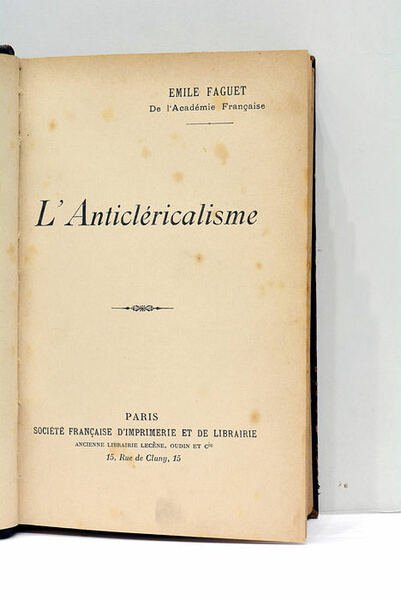 EMILE FAGUET
De l'Académie Française
L'Anticléricalisme
PARIS
SOCIÉTÉ FRANÇAISE D'IMPRIMERIE ET DE LIBRAIRIE
ANCIENNE LIBRAIRIE LECÈNE, OUDIN ET Cie
15, Rue de Cluny, 15